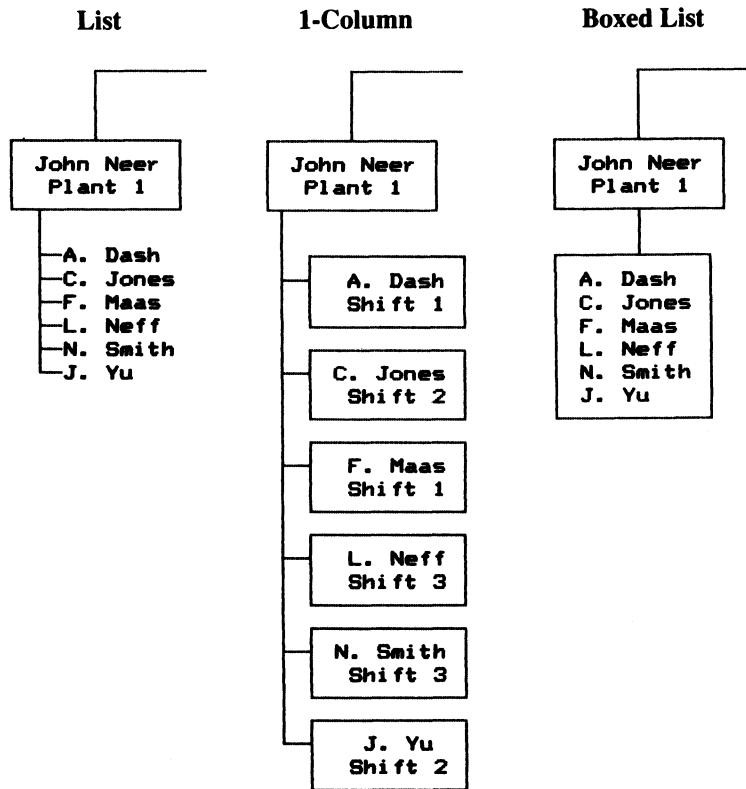 List
John Neer
Plant 1
A. Dash
C. Jones
F. Maas
L. Neff
N. Smith
J. Yu
1-Column
John Neer
Plant 1
A. Dash
Shift 1
C. Jones
Shift 2
F. Maas
Shift 1
L. Neff
Shift 3
N. Smith
Shift 3
J. Yu
Shift 2
Boxed List
John Neer
Plant 1
A. Dash
C. Jones
F. Maas
L. Neff
N. Smith
J. Yu